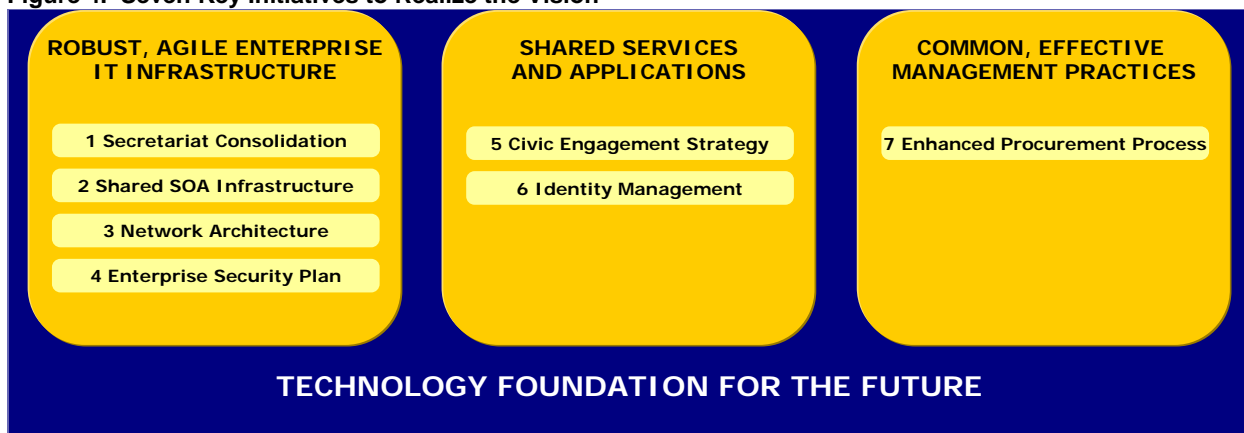 Figure 4: Seven Key Initiatives to Realize the Vision
ROBUST, AGILE ENTERPRISE
IT INFRASTRUCTURE
1 Secretariat Consolidation
2 Shared SOA Infrastructure
3 Network Architecture
4 Enterprise Security Plan
SHARED SERVICES
AND APPLICATIONS
5 Civic Engagement Strategy
6 Identity Management
COMMON, EFFECTIVE
MANAGEMENT PRACTICES
7 Enhanced Procurement Process
TECHNOLOGY FOUNDATION FOR THE FUTURE